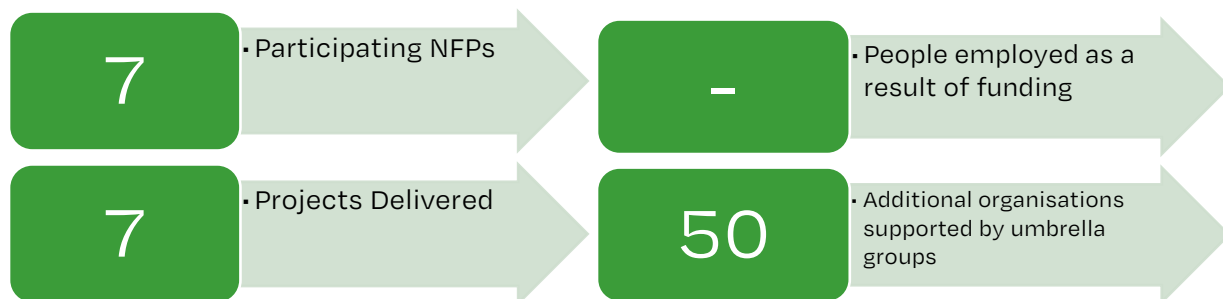 7
▪ Participating NFPs
-
▪ People employed as a
result of funding
7
▪ Projects Delivered
50
▪ Additional organisations
supported by umbrella
groups